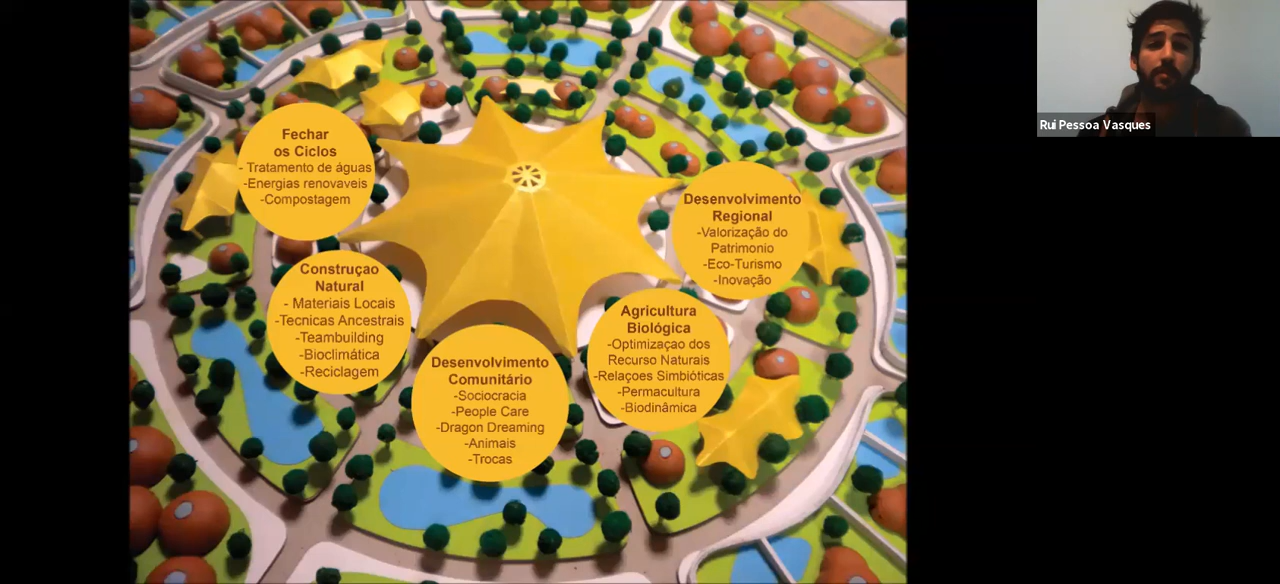 Fechar
os Ciclos
- Tratamento de águas
-Energias renovaveis
-Compostagem
Construçao
Natural
- Materiais Locais
-Tecnicas Ancestrais
-Teambuilding
-Bioclimática
-Reciclagem
Desenvolvimento
Comunitário
-Sociocracia
-People Care
-Dragon Dreaming
-Animais
-Trocas
Agricultura
Biológica
-Optimizaçao dos
Recurso Naturais
-Relaçoes Simbióticas
-Permacultura
-Biodinâmica
Desenvolvimento
Regional
-Valorização do
Patrimonio
-Eco-Turismo
-Inovação
Rui Pessoa Vasques